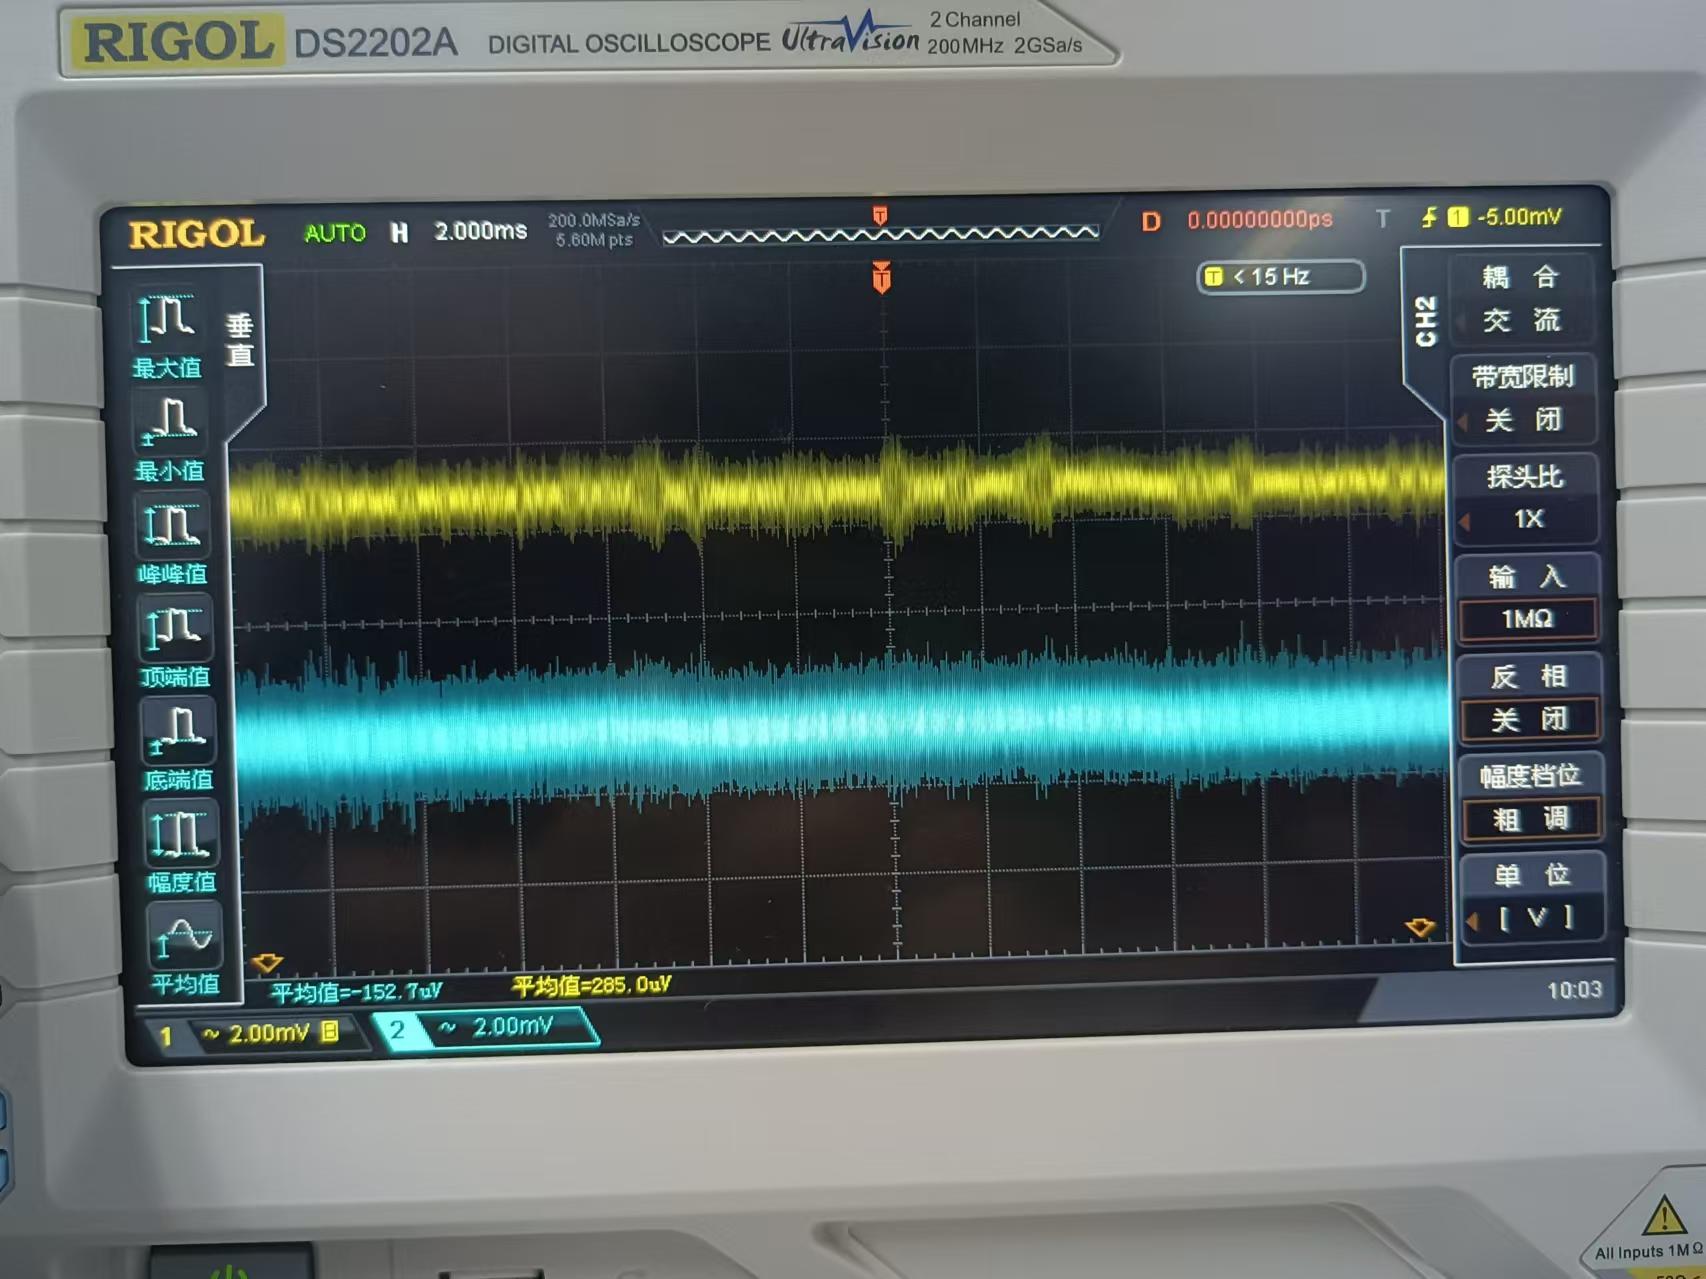 RIGOL DS2202A DIGITAL OSCILLOSCOPE UltraVision 2 Channel
200MHz 2GSa/s
RIGOL AUTO H 2.000ms 200.0MSa/s
5.60M pts
T
D 0.00000000ps T 1 -5.00mV
T
T < 15 Hz
垂直
最大值
最小值
峰峰值
顶端值
底端值
幅度值
平均值
CH2
耦 合
交 流
带宽限制
关 闭
探头比
1X
输 入
1MΩ
反 相
关 闭
幅度档位
粗 调
单 位
[ V ]
平均值=-152.7uV 平均值=285.0uV
10:03
1 ~ 2.00mV B 2 ~ 2.00mV
All Inputs 1MΩ